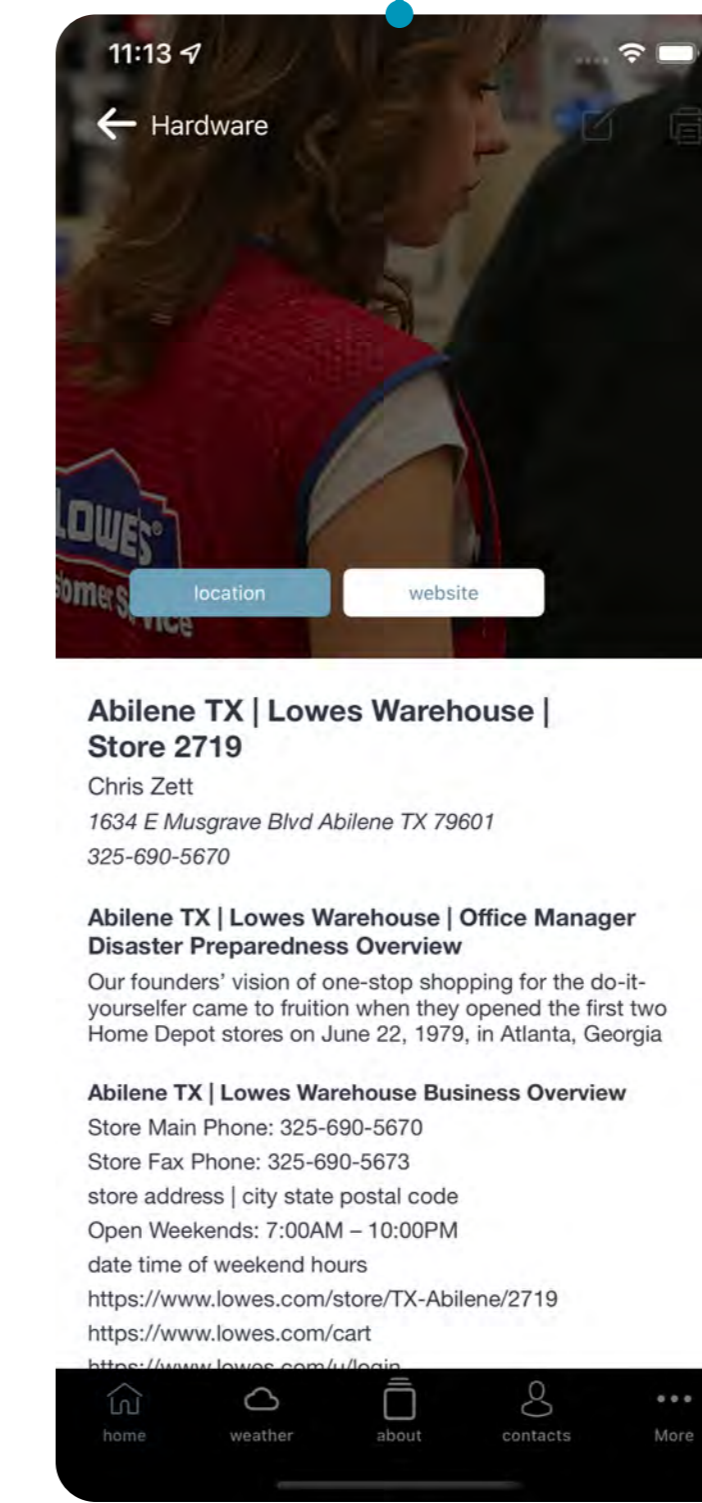 11:13
Hardware
LOWE'S
Service
location
website
Abilene TX | Lowes Warehouse |
Store 2719
Chris Zett
1634 E Musgrave Blvd Abilene TX 79601
325-690-5670
Abilene TX | Lowes Warehouse | Office Manager
Disaster Preparedness Overview
Our founders’ vision of one-stop shopping for the do-it-
yourselfer came to fruition when they opened the first two
Home Depot stores on June 22, 1979, in Atlanta, Georgia
Abilene TX | Lowes Warehouse Business Overview
Store Main Phone: 325-690-5670
Store Fax Phone: 325-690-5673
store address | city state postal code
Open Weekends: 7:00AM – 10:00PM
date time of weekend hours
https://www.lowes.com/store/TX-Abilene/2719
https://www.lowes.com/cart
https://www.lowes.com/u/login
home
weather
about
contacts
More